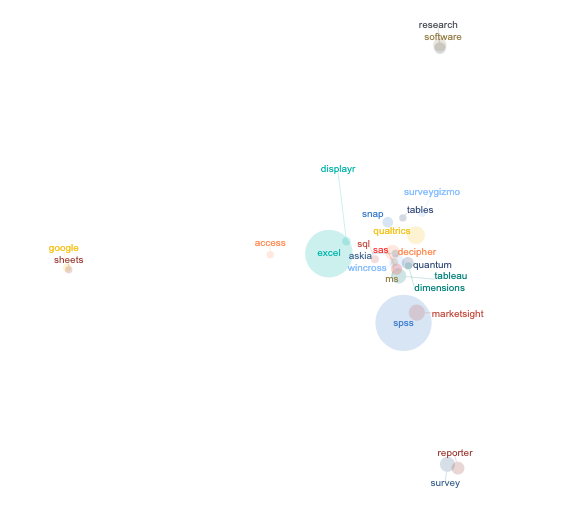 research
software
displayr
surveygizmo
snap
tables
qualtrics
google
sheets
access
sql
excel
askia
sas
decipher
wincross
quantum
ms
tableau
dimensions
spss
marketsight
reporter
survey